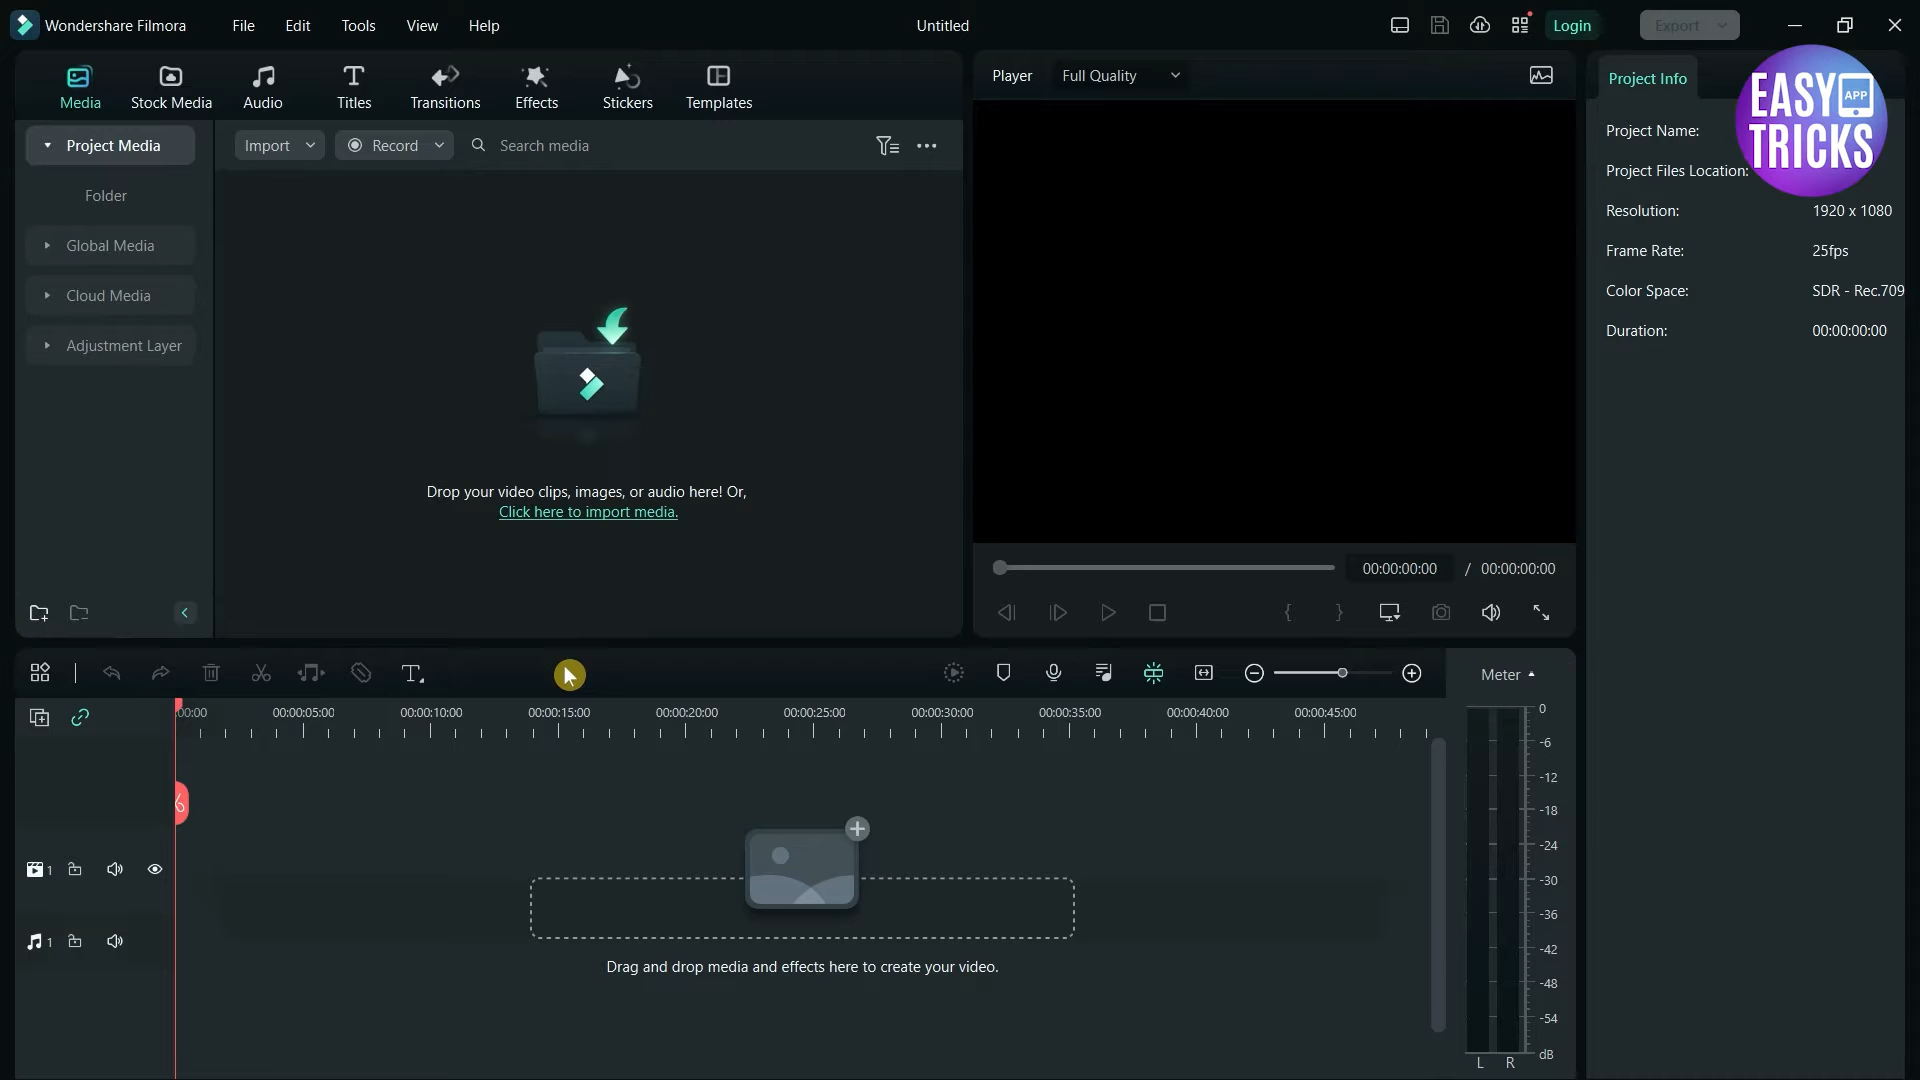 Wondershare Filmora
File
Edit
Tools
View
Help
Untitled
Login
Export
Media
Stock Media
Audio
Titles
Transitions
Effects
Stickers
Templates
Player
Full Quality
Project Info
EASY APP
TRICKS
Project Media
Import
Record
Search media
Folder
Global Media
Cloud Media
Adjustment Layer
Drop your video clips, images, or audio here! Or,
Click here to import media.
Project Name:
Project Files Location:
Resolution: 1920 x 1080
Frame Rate: 25fps
Color Space: SDR - Rec.709
Duration: 00:00:00:00
00:00:00:00 / 00:00:00:00
Meter
:00:00 00:00:05:00 00:00:10:00 00:00:15:00 00:00:20:00 00:00:25:00 00:00:30:00 00:00:35:00 00:00:40:00 00:00:45:00
1
1
Drag and drop media and effects here to create your video.
0
-6
-12
-18
-24
-30
-36
-42
-48
-54
dB
L R